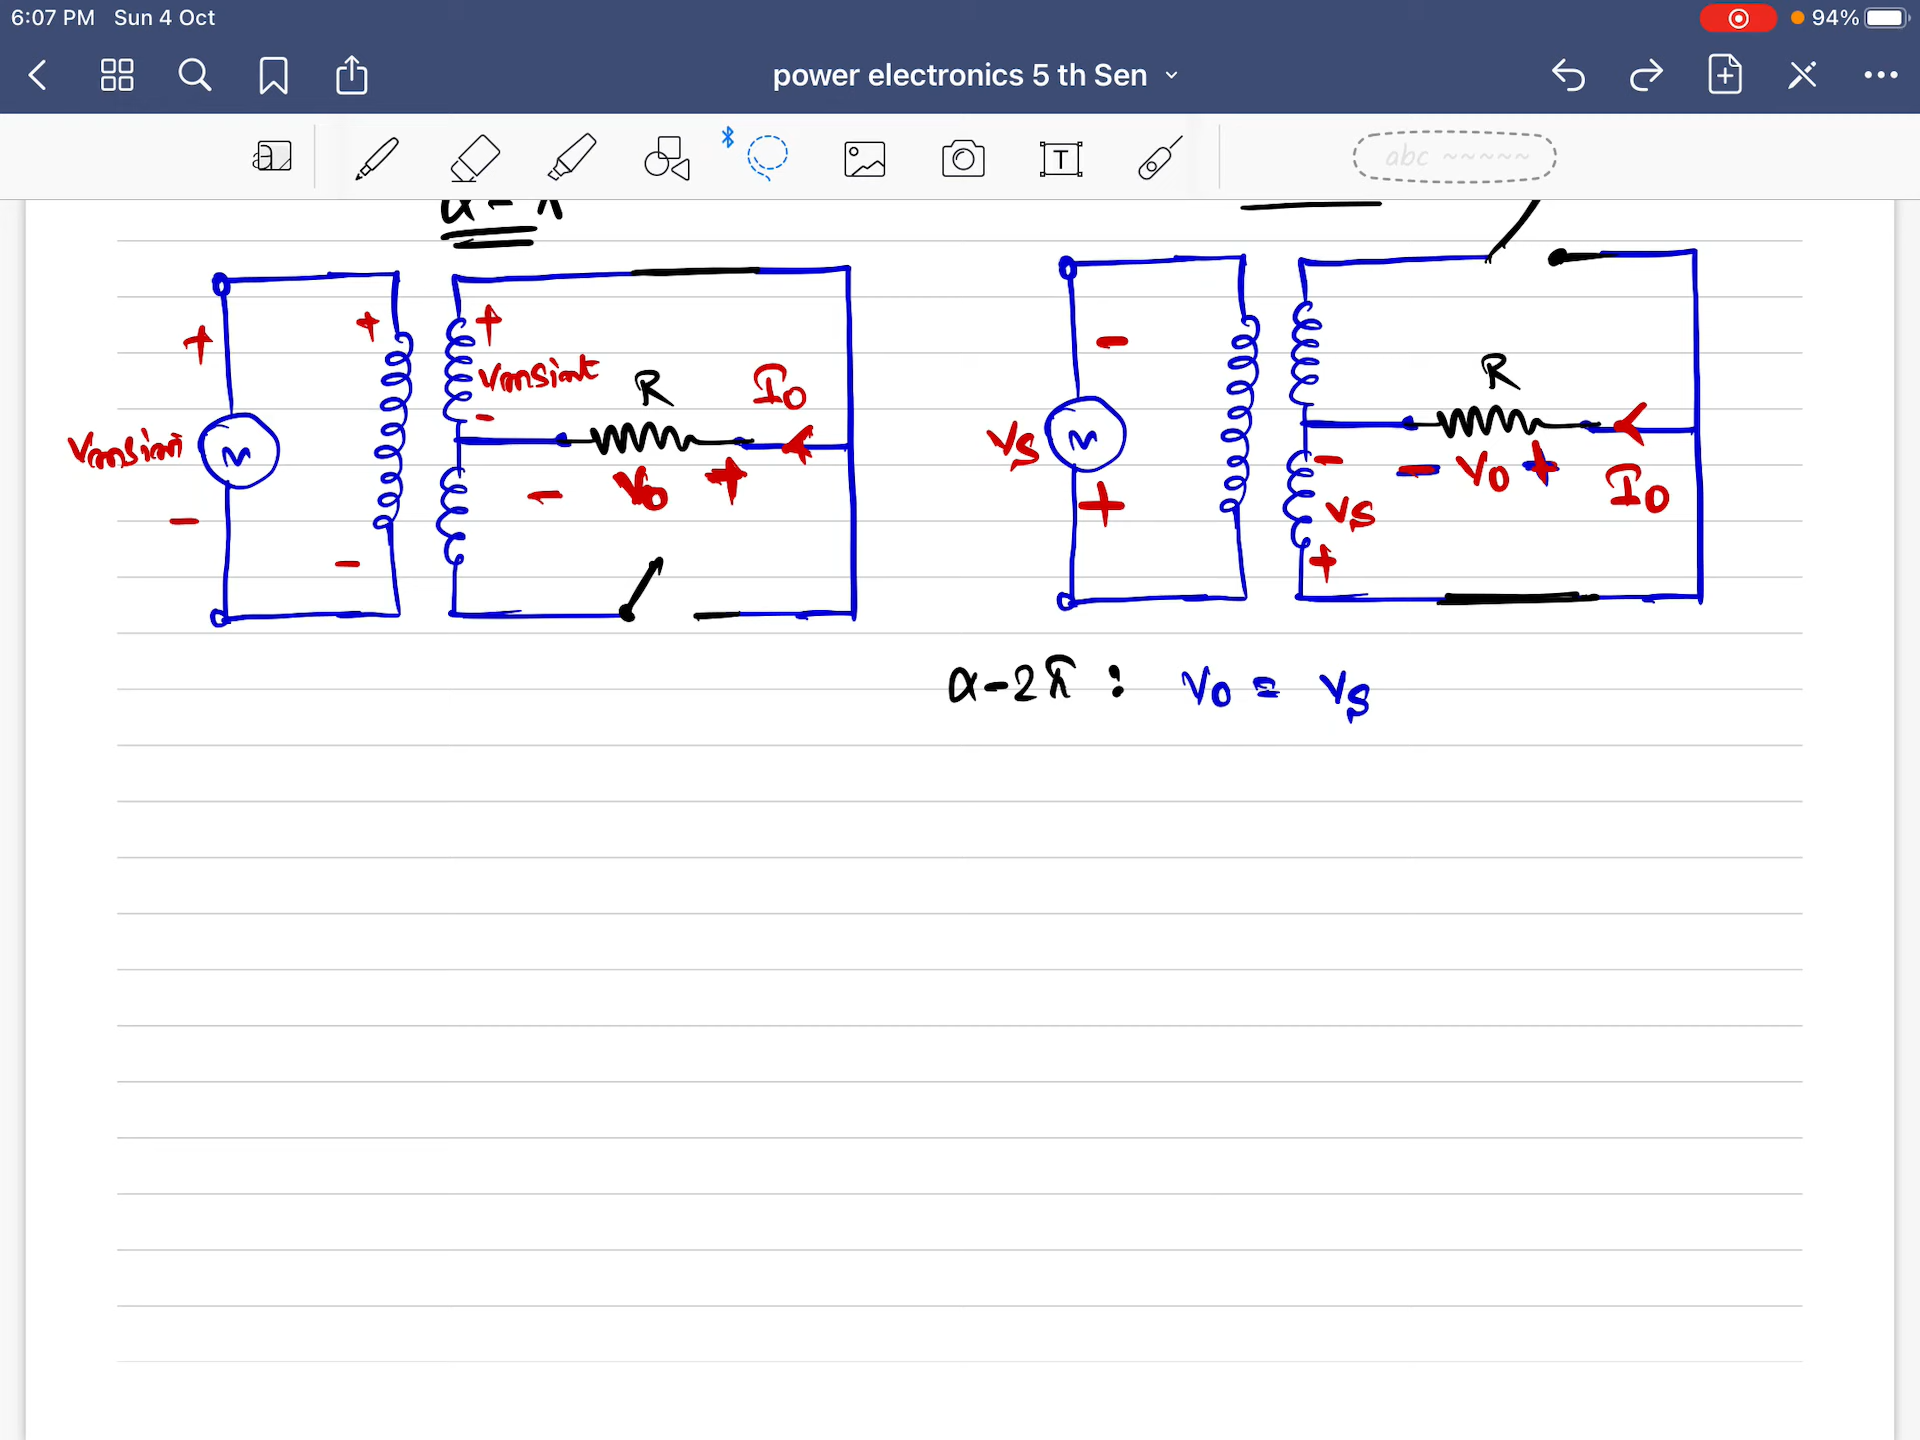 6:07 PM Sun 4 Oct
94%
power electronics 5 th Sen
a
T
abc
α - π
+
+
+
Vmsinωt
R
Io
-
Vmsinωt
-
Vo
+
-
-
-
R
Vs
-
-
Vo
+
Io
+
Vs
+
α-2π : Vo = Vs